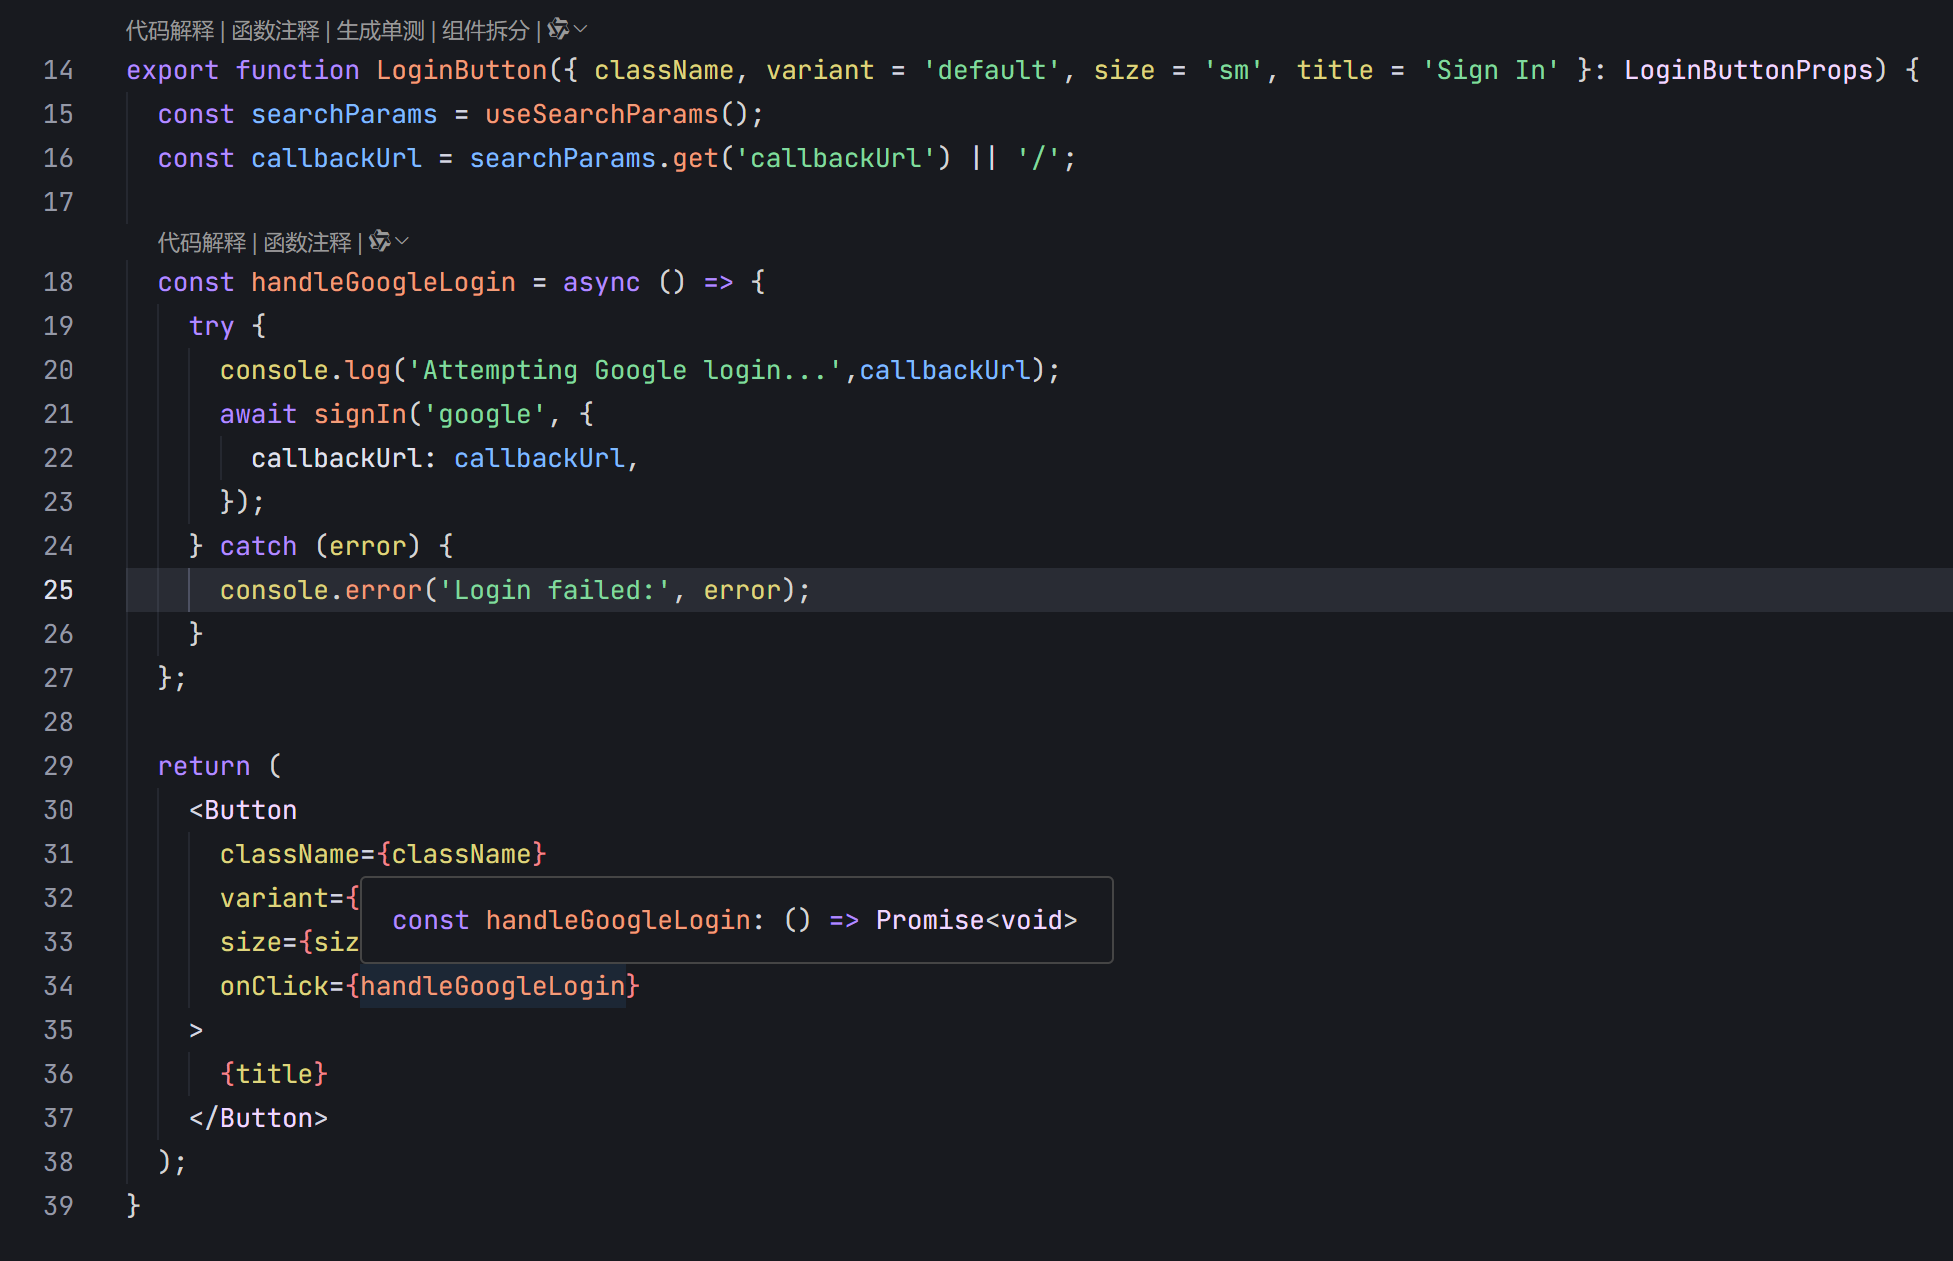 代码解释 | 函数注释 | 生成单测 | 组件拆分 |
14 export function LoginButton({ className, variant = 'default', size = 'sm', title = 'Sign In' }: LoginButtonProps) {
15 const searchParams = useSearchParams();
16 const callbackUrl = searchParams.get('callbackUrl') || '/';
17
代码解释 | 函数注释 |
18 const handleGoogleLogin = async () => {
19 try {
20 console.log('Attempting Google login...',callbackUrl);
21 await signIn('google', {
22 callbackUrl: callbackUrl,
23 });
24 } catch (error) {
25 console.error('Login failed:', error);
26 }
27 };
28
29 return (
30 <Button
31 className={className}
32 variant={
const handleGoogleLogin: () => Promise<void>
33 size={siz
34 onClick={handleGoogleLogin}
35 >
36 {title}
37 </Button>
38 );
39 }